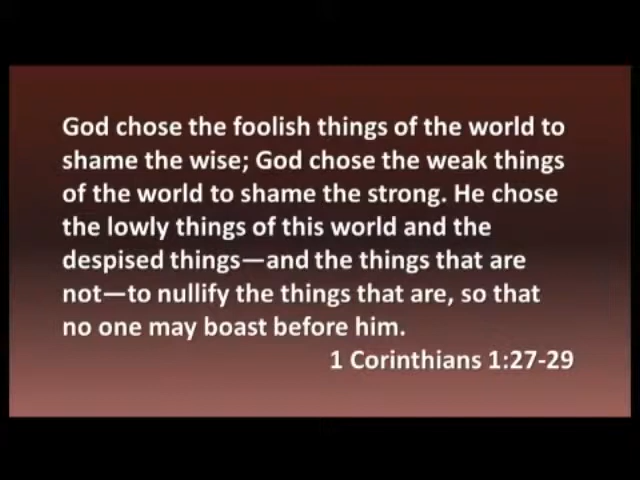 God chose the foolish things of the world to
shame the wise; God chose the weak things
of the world to shame the strong. He chose
the lowly things of this world and the
despised things—and the things that are
not—to nullify the things that are, so that
no one may boast before him.
1 Corinthians 1:27-29